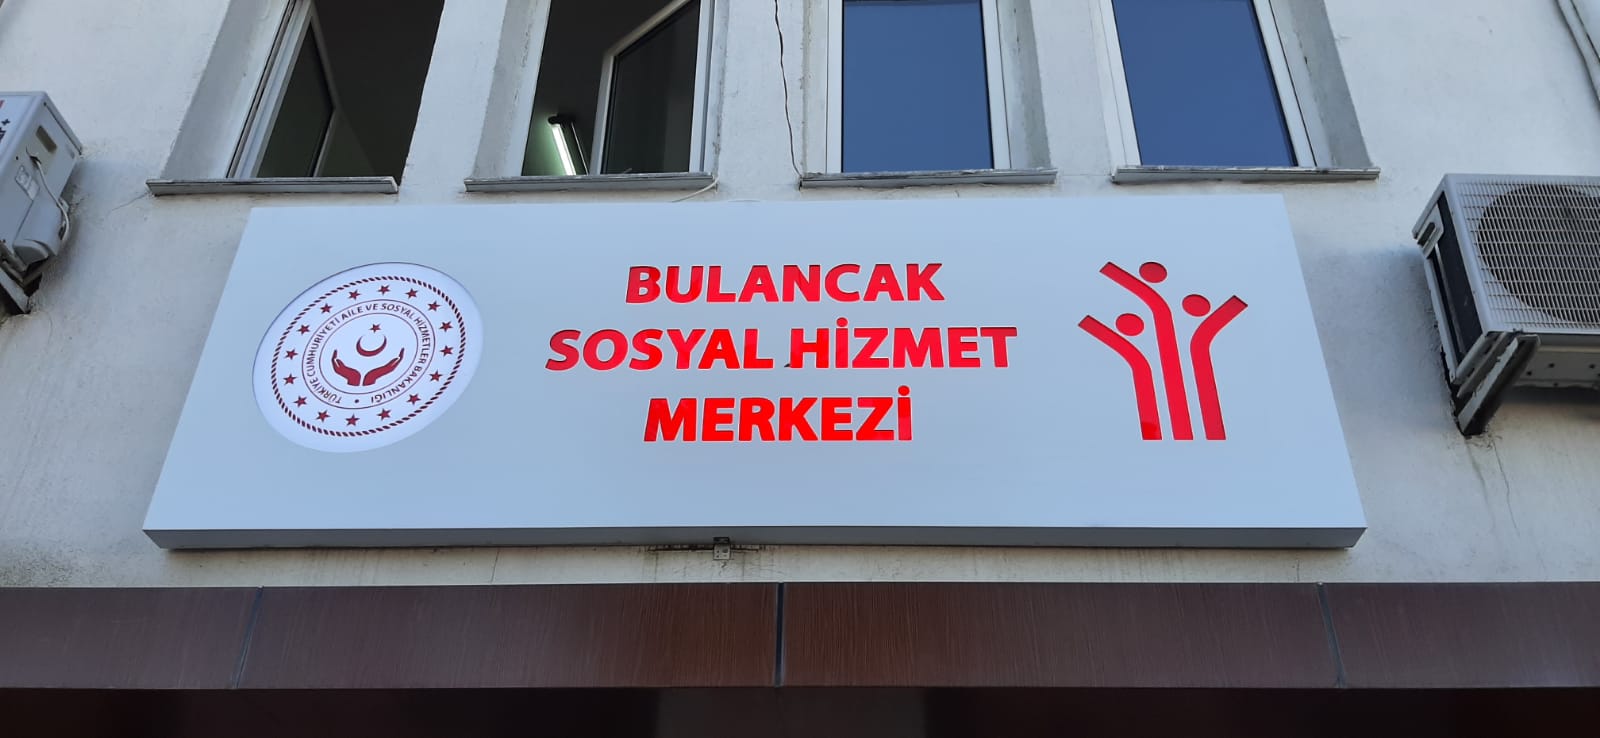 BULANCAK
SOSYAL HİZMET
MERKEZİ
TÜRKİYE CUMHURİYETİ AİLE VE SOSYAL HİZMETLER BAKANLIĞI